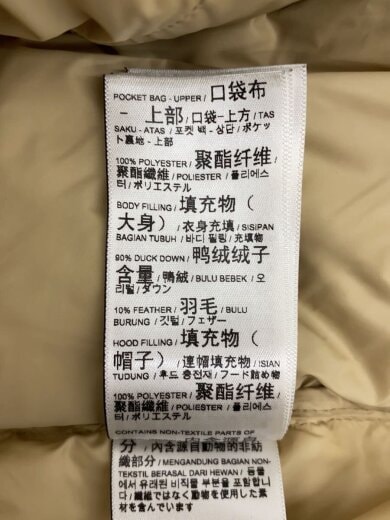 POCKET BAG - UPPER / 口袋布
- 上部 / 口袋-上方 / TAS
SAKU - ATAS / 포켓 백 - 상단 / ポケッ
ト裏地 - 上部
100% POLYESTER / 聚酯纤维 /
聚酯纖維 / POLYESTER / 폴리에스
터 / ポリエステル
BODY FILLING / 填充物（
大身） / 衣身充填 / SISIPAN
BAGIAN TUBUH / 바디 필링 / 充填物
90% DUCK DOWN / 鸭绒绒子
含量 / 鴨絨 / BULU BEBEK / 오
리털 / ダウン
10% FEATHER / 羽毛 / BULU
BURUNG / 깃털 / フェザー
HOOD FILLING / 填充物（
帽子） / 連帽填充物 / ISIAN
TUDUNG / 후드 충전재 / フード詰め物
100% POLYESTER / 聚酯纤维 /
聚酯纖維 / POLYESTER / 폴리에스
터 / ポリエステル
CONTAINS NON-TEXTILE PARTS OF
分 / 內含源自動物的非紡
織部分 / MENGANDUNG BAGIAN NON-
TEKSTIL BERASAL DARI HEWAN / 동물
에서 유래된 비직물 부분을 포함합
니다 / 繊維ではなく動物を使用した素
材を含んでいます